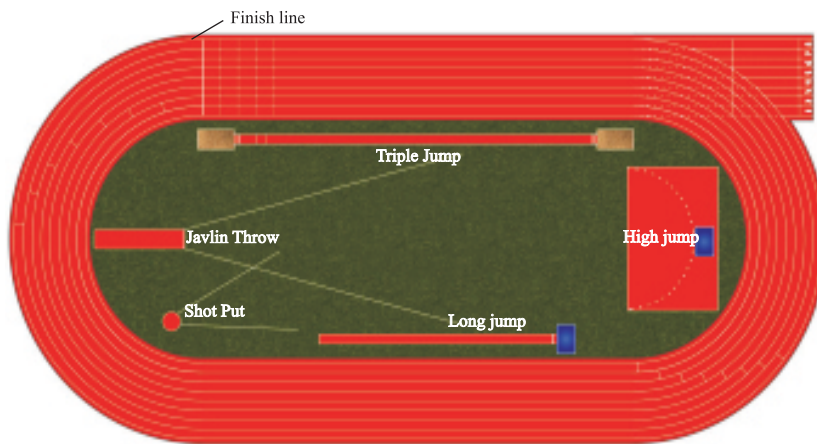 Finish line
Triple Jump
Javlin Throw
High jump
Shot Put
Long jump